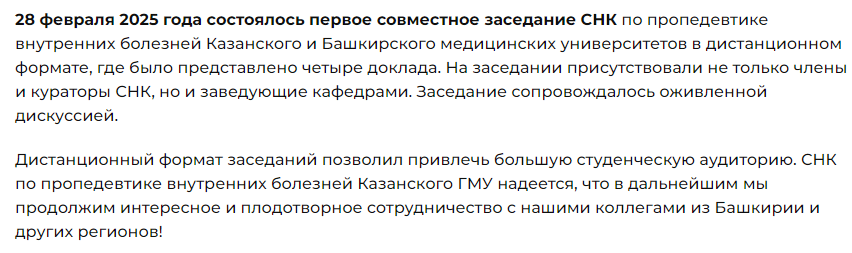 28 февраля 2025 года состоялось первое совместное заседание СНК по пропедевтике
внутренних болезней Казанского и Башкирского медицинских университетов в дистанционном
формате, где было представлено четыре доклада. На заседании присутствовали не только члены
и кураторы СНК, но и заведующие кафедрами. Заседание сопровождалось оживленной
дискуссией.
Дистанционный формат заседаний позволил привлечь большую студенческую аудиторию. СНК
по пропедевтике внутренних болезней Казанского ГМУ надеется, что в дальнейшим мы
продолжим интересное и плодотворное сотрудничество с нашими коллегами из Башкирии и
других регионов!